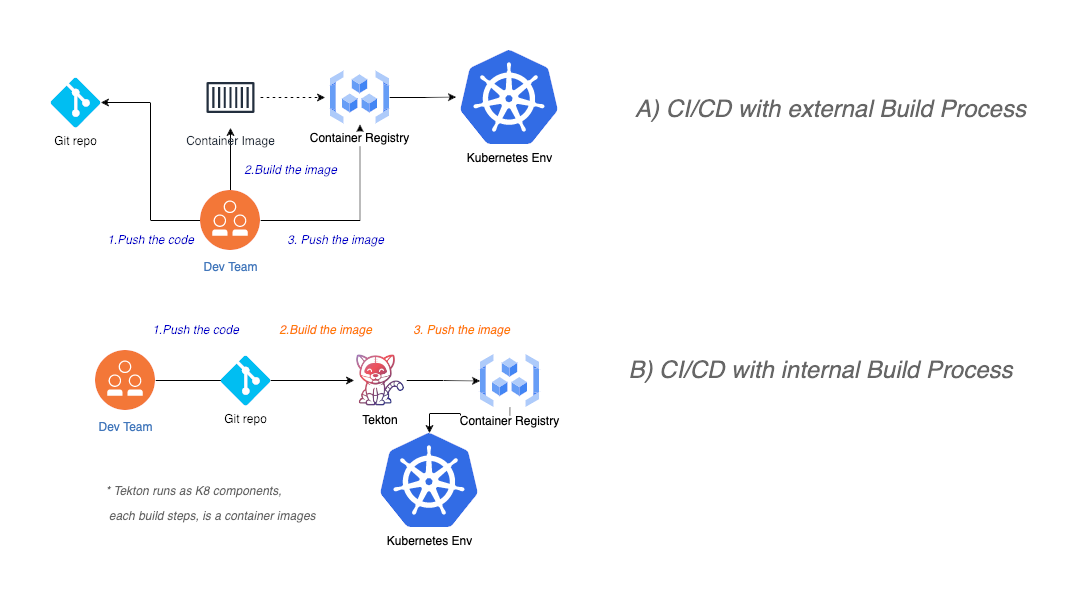 A) CI/CD with external Build Process
Git repo
Container Image
Container Registry
Kubernetes Env
2.Build the image
1.Push the code
3. Push the image
Dev Team
1.Push the code
2.Build the image
3. Push the image
B) CI/CD with internal Build Process
Dev Team
Git repo
Tekton
Container Registry
* Tekton runs as K8 components,
each build steps, is a container images
Kubernetes Env